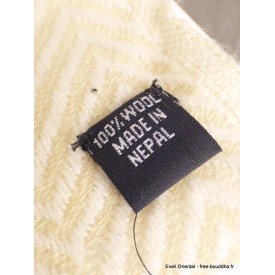 100% WOOL
MADE IN
NEPAL
Eveil Oriental - free-bouddha.fr